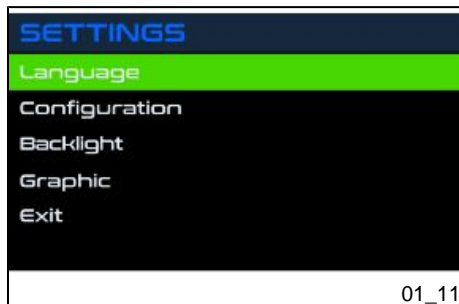 SETTINGS
Language
Configuration
Backlight
Graphic
Exit
01_11